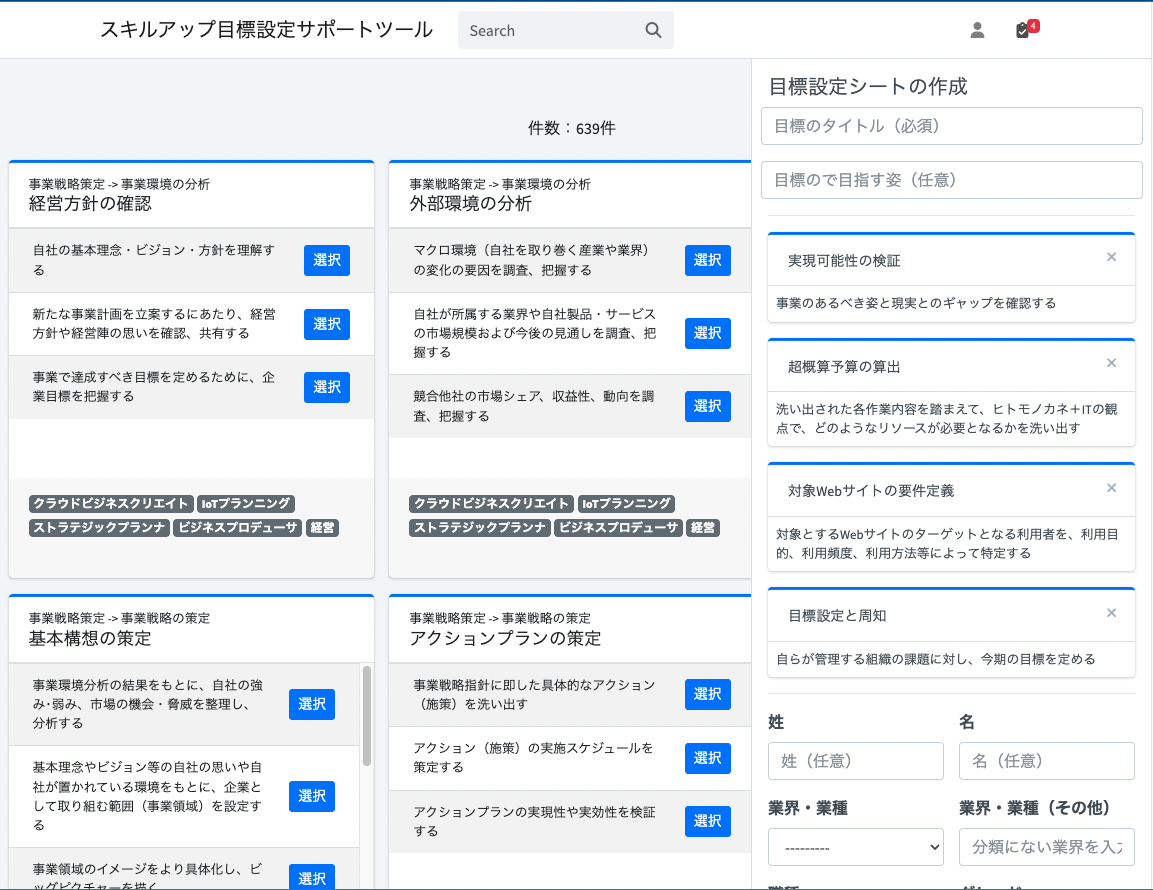 スキルアップ目標設定サポートツール
Search
4
件数：639件
事業戦略策定 -> 事業環境の分析
経営方針の確認
自社の基本理念・ビジョン・方針を理解す
る
選択
新たな事業計画を立案するにあたり、経営
方針や経営陣の思いを確認、共有する
選択
事業で達成すべき目標を定めるために、企
業目標を把握する
選択
クラウドビジネスクリエイト IoTプランニング
ストラテジックプランナ ビジネスプロデューサ 経営
事業戦略策定 -> 事業環境の分析
外部環境の分析
マクロ環境（自社を取り巻く産業や業界）
の変化の要因を調査、把握する
選択
自社が所属する業界や自社製品・サービス
の市場規模および今後の見通しを調査、把
握する
選択
競合他社の市場シェア、収益性、動向を調
査、把握する
選択
クラウドビジネスクリエイト IoTプランニング
ストラテジックプランナ ビジネスプロデューサ 経営
事業戦略策定 -> 事業戦略の策定
基本構想の策定
事業環境分析の結果をもとに、自社の強
み･弱み、市場の機会・脅威を整理し、
分析する
選択
基本理念やビジョン等の自社の思いや自
社が置かれている環境をもとに、企業と
して取り組む範囲（事業領域）を設定す
る
選択
事業領域のイメージをより具体化し、ビ
ッグピクチャーを描く
選択
事業戦略策定 -> 事業戦略の策定
アクションプランの策定
事業戦略指針に即した具体的なアクション
（施策）を洗い出す
選択
アクション（施策）の実施スケジュールを
策定する
選択
アクションプランの実現性や実効性を検証
する
選択
目標設定シートの作成
目標のタイトル（必須）
目標ので目指す姿（任意）
実現可能性の検証
×
事業のあるべき姿と現実とのギャップを確認する
超概算予算の算出
×
洗い出された各作業内容を踏まえて、ヒトモノカネ＋ITの観
点で、どのようなリソースが必要となるかを洗い出す
対象Webサイトの要件定義
×
対象とするWebサイトのターゲットとなる利用者を、利用目
的、利用頻度、利用方法等によって特定する
目標設定と周知
×
自らが管理する組織の課題に対し、今期の目標を定める
姓 名
姓（任意） 名（任意）
業界・業種 業界・業種（その他）
--------- 分類にない業界を入